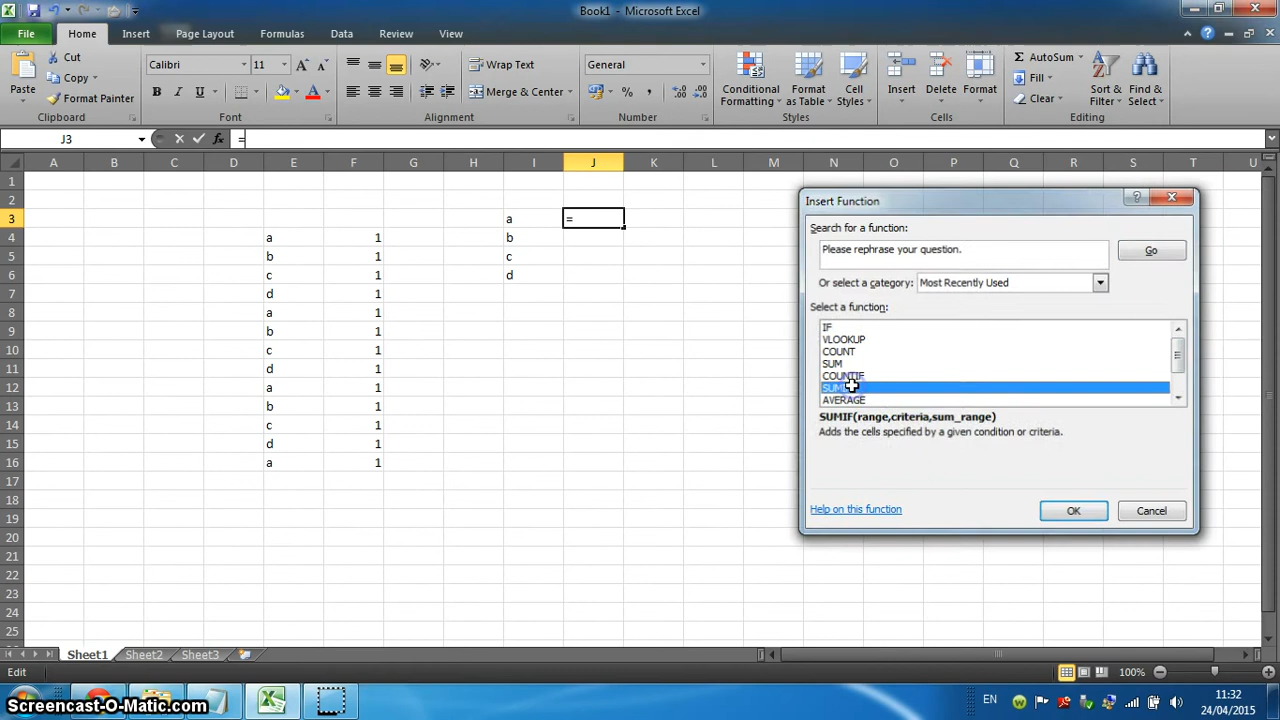 Book1 - Microsoft Excel
File Home Insert Page Layout Formulas Data Review View
Cut
Copy
Format Painter
Paste
Clipboard
Calibri 11
B I U
Font
Wrap Text
Merge & Center
Alignment
General
%
Number
Conditional Formatting
Format as Table
Cell Styles
Styles
Insert
Delete
Format
Cells
AutoSum
Fill
Clear
Sort & Filter
Find & Select
Editing
J3 fx =
A B C D E F G H I J K L M N O P Q R S T U
1
2
3 a =
4 a 1 b
5 b 1 c
6 c 1 d
7 d 1
8 a 1
9 b 1
10 c 1
11 d 1
12 a 1
13 b 1
14 c 1
15 d 1
16 a 1
17
18
19
20
21
22
23
24
25
Insert Function
Search for a function:
Please rephrase your question.
Go
Or select a category: Most Recently Used
Select a function:
IF
VLOOKUP
COUNT
SUM
COUNTIF
AVERAGE
SUMIF(range,criteria,sum_range)
Adds the cells specified by a given condition or criteria.
Help on this function
OK
Cancel
Sheet1 Sheet2 Sheet3
Edit
100%
EN
11:32
24/04/2015
Screencast-O-Matic.com